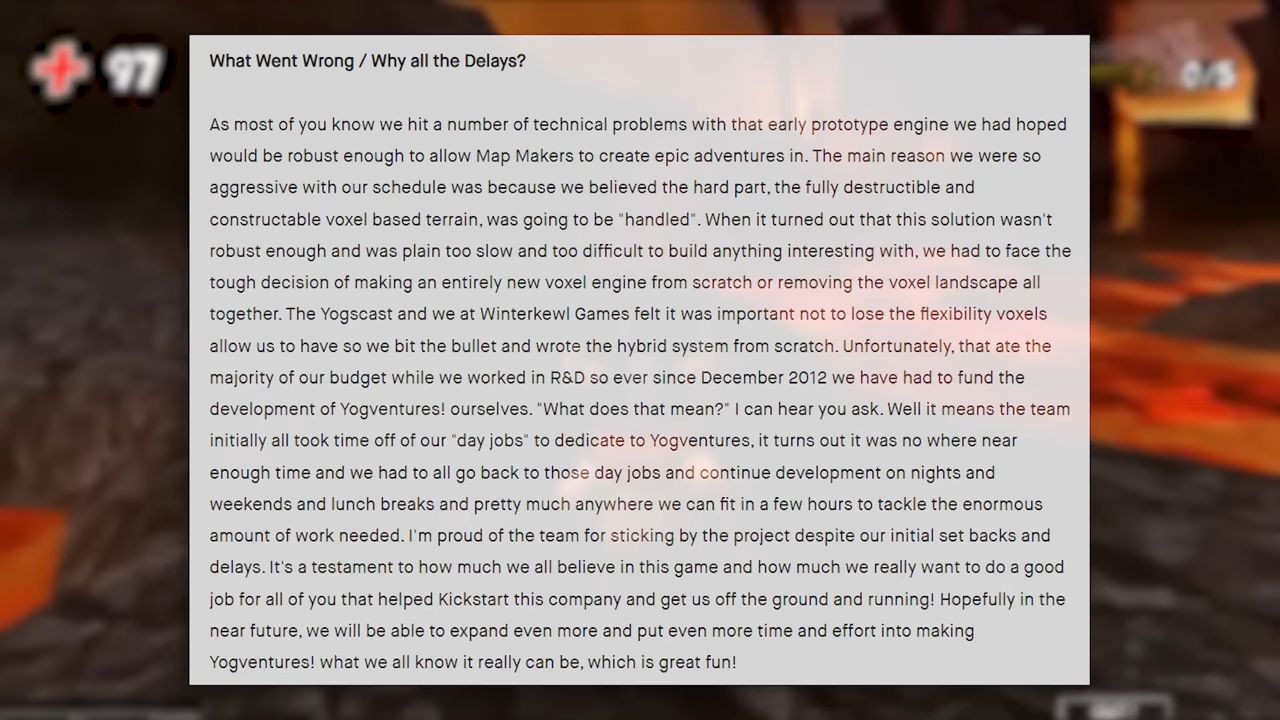 97
0/5
What Went Wrong / Why all the Delays?
As most of you know we hit a number of technical problems with that early prototype engine we had hoped
would be robust enough to allow Map Makers to create epic adventures in. The main reason we were so
aggressive with our schedule was because we believed the hard part, the fully destructible and
constructable voxel based terrain, was going to be "handled". When it turned out that this solution wasn't
robust enough and was plain too slow and too difficult to build anything interesting with, we had to face the
tough decision of making an entirely new voxel engine from scratch or removing the voxel landscape all
together. The Yogscast and we at Winterkewl Games felt it was important not to lose the flexibility voxels
allow us to have so we bit the bullet and wrote the hybrid system from scratch. Unfortunately, that ate the
majority of our budget while we worked in R&D so ever since December 2012 we have had to fund the
development of Yogventures! ourselves. "What does that mean?" I can hear you ask. Well it means the team
initially all took time off of our "day jobs" to dedicate to Yogventures, it turns out it was no where near
enough time and we had to all go back to those day jobs and continue development on nights and
weekends and lunch breaks and pretty much anywhere we can fit in a few hours to tackle the enormous
amount of work needed. I'm proud of the team for sticking by the project despite our initial set backs and
delays. It's a testament to how much we all believe in this game and how much we really want to do a good
job for all of you that helped Kickstart this company and get us off the ground and running! Hopefully in the
near future, we will be able to expand even more and put even more time and effort into making
Yogventures! what we all know it really can be, which is great fun!